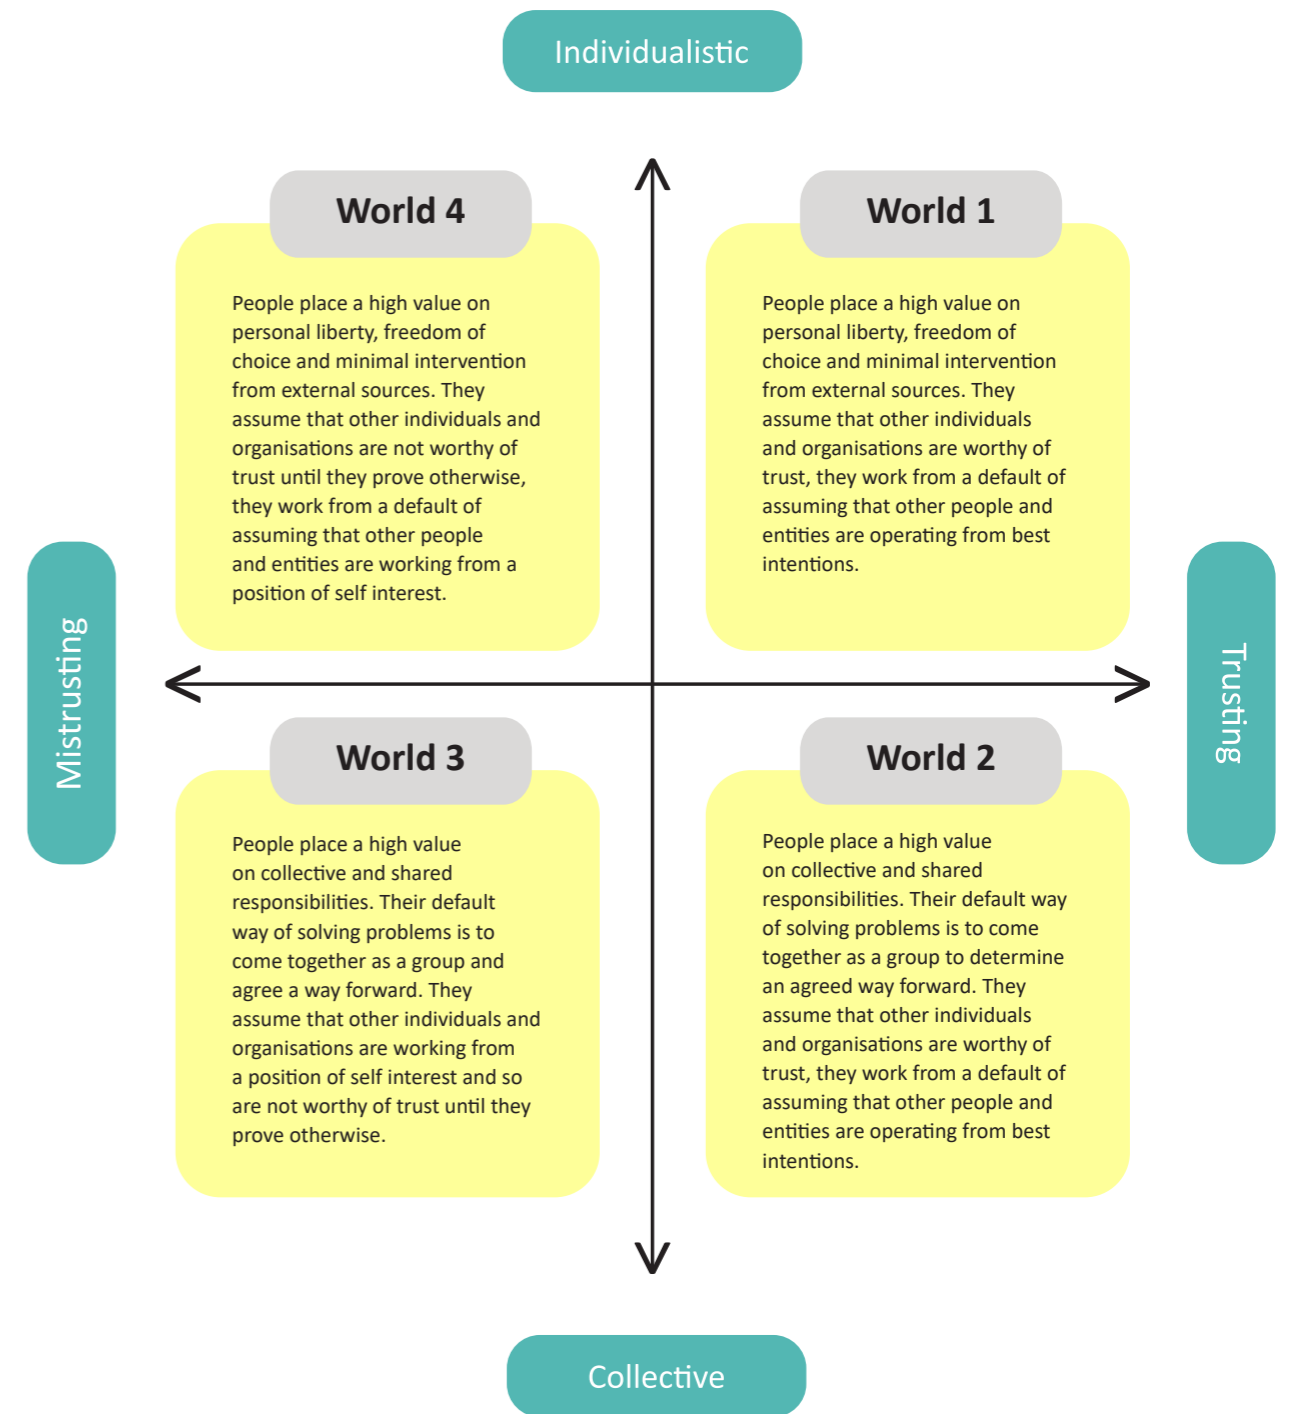 Individualistic
World 4
People place a high value on
personal liberty, freedom of
choice and minimal intervention
from external sources. They
assume that other individuals and
organisations are not worthy of
trust until they prove otherwise,
they work from a default of
assuming that other people
and entities are working from a
position of self interest.
World 1
People place a high value on
personal liberty, freedom of
choice and minimal intervention
from external sources. They
assume that other individuals
and organisations are worthy of
trust, they work from a default of
assuming that other people and
entities are operating from best
intentions.
Mistrusting
Trusting
World 3
People place a high value
on collective and shared
responsibilities. Their default
way of solving problems is to
come together as a group and
agree a way forward. They
assume that other individuals and
organisations are working from
a position of self interest and so
are not worthy of trust until they
prove otherwise.
World 2
People place a high value
on collective and shared
responsibilities. Their default way
of solving problems is to come
together as a group to determine
an agreed way forward. They
assume that other individuals
and organisations are worthy of
trust, they work from a default of
assuming that other people and
entities are operating from best
intentions.
Collective